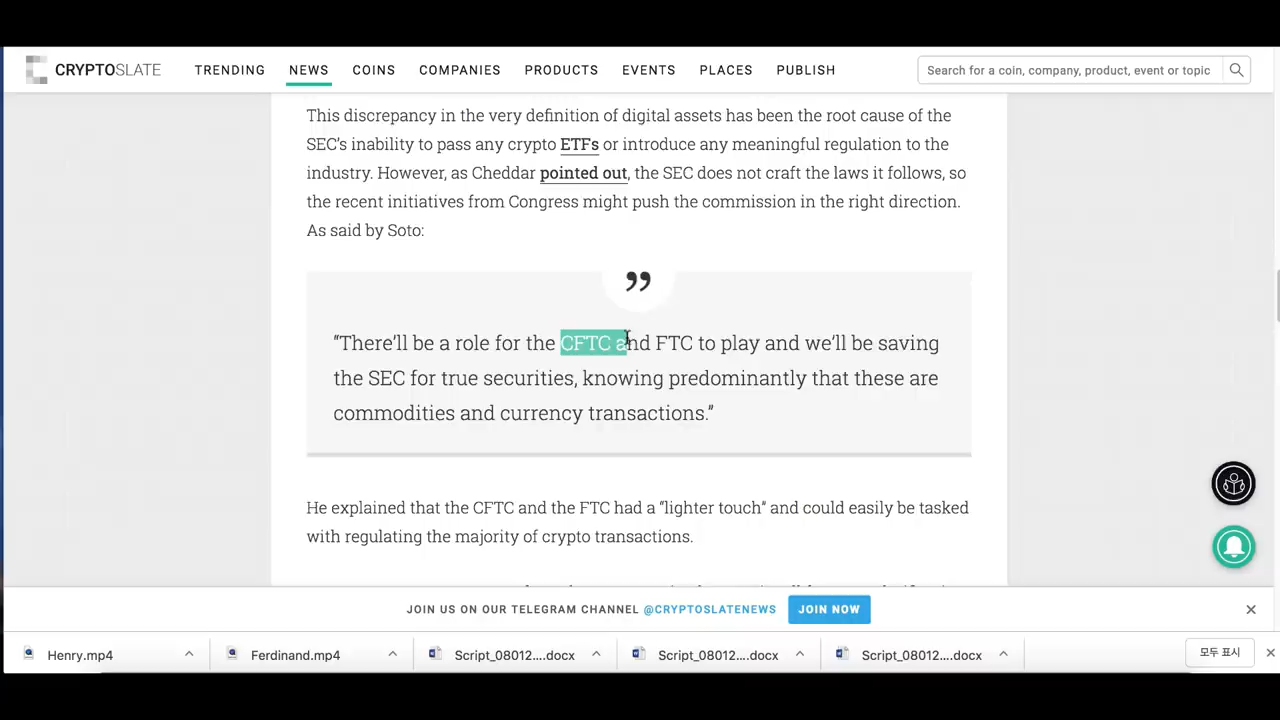 CRYPTOSLATE TRENDING NEWS COINS COMPANIES PRODUCTS EVENTS PLACES PUBLISH Search for a coin, company, product, event or topic
This discrepancy in the very definition of digital assets has been the root cause of the
SEC’s inability to pass any crypto ETFs or introduce any meaningful regulation to the
industry. However, as Cheddar pointed out, the SEC does not craft the laws it follows, so
the recent initiatives from Congress might push the commission in the right direction.
As said by Soto:
”
“There’ll be a role for the CFTC and FTC to play and we’ll be saving
the SEC for true securities, knowing predominantly that these are
commodities and currency transactions.”
He explained that the CFTC and the FTC had a “lighter touch” and could easily be tasked
with regulating the majority of crypto transactions.
JOIN US ON OUR TELEGRAM CHANNEL @CRYPTOSLATENEWS JOIN NOW
Henry.mp4 Ferdinand.mp4 Script_08012....docx Script_08012....docx Script_08012....docx 모두 표시